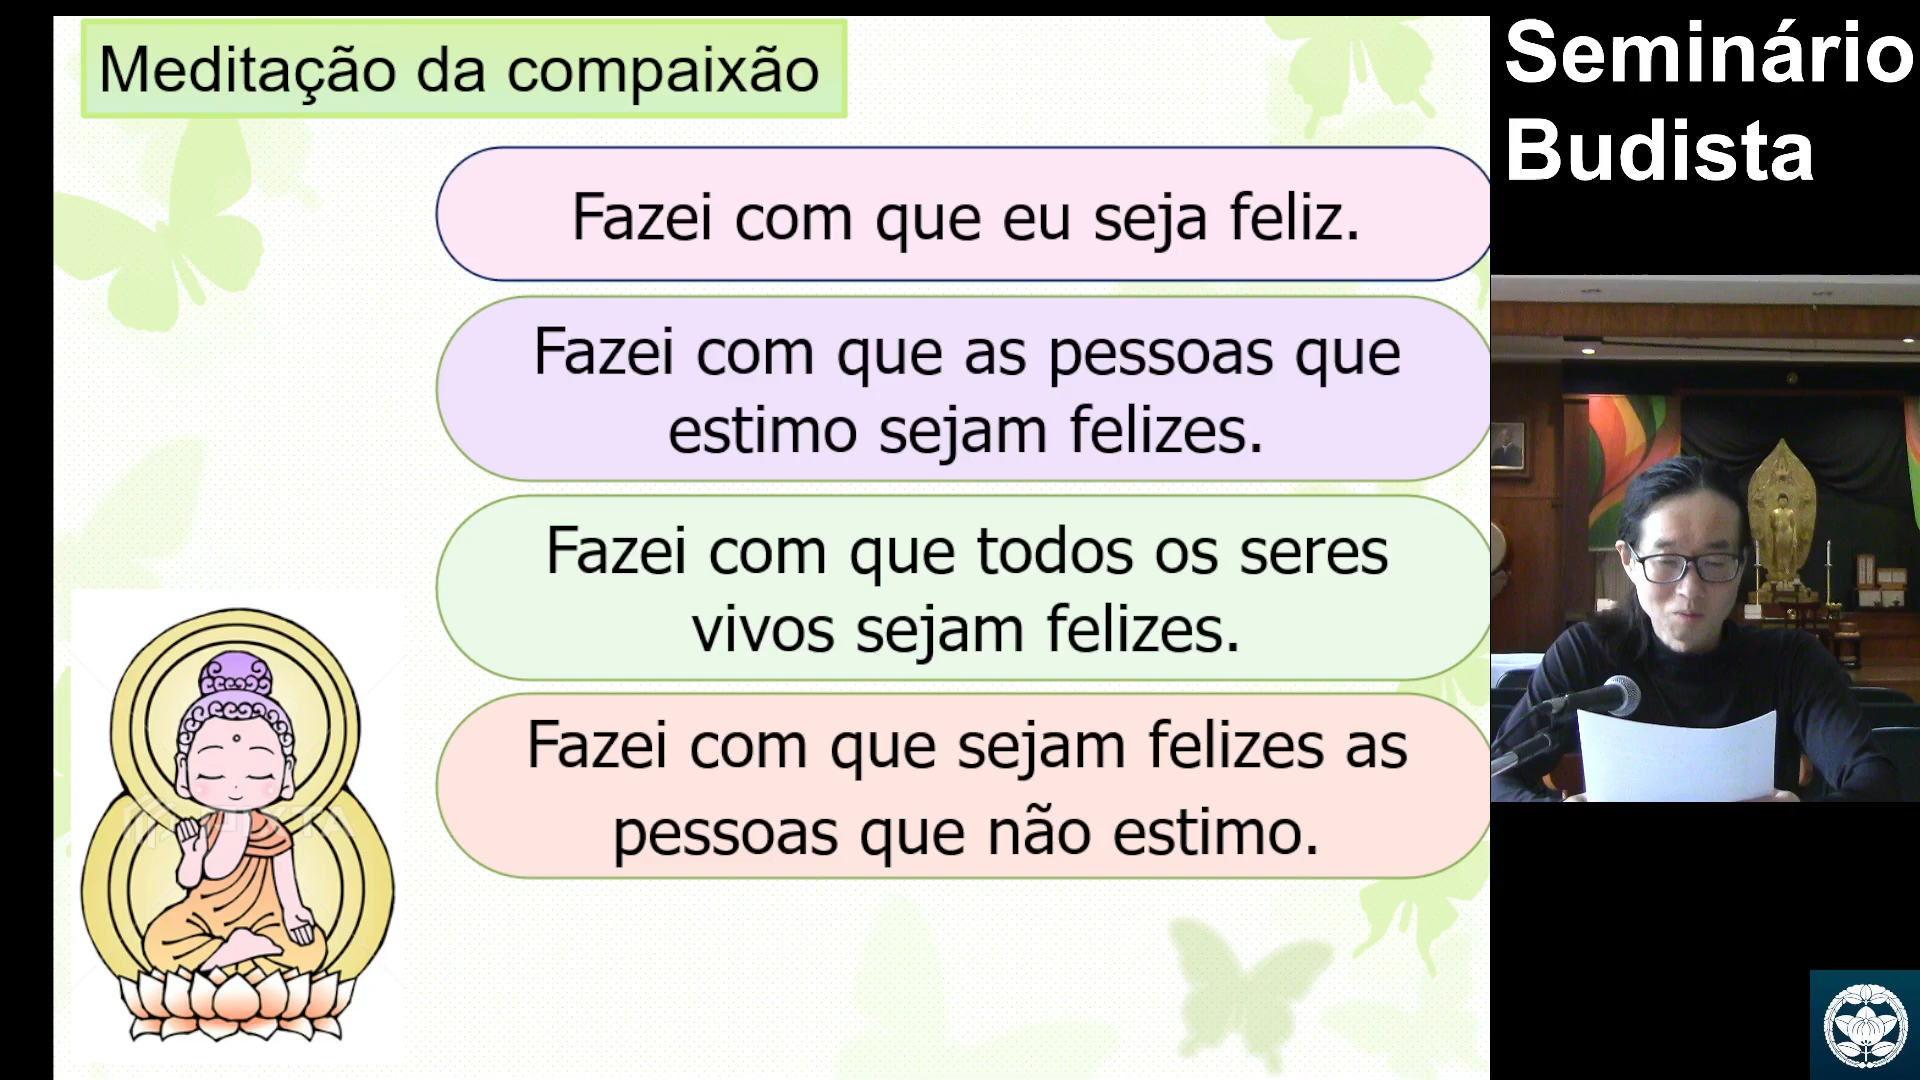 Meditação da compaixão
Fazei com que eu seja feliz.
Fazei com que as pessoas que
estimo sejam felizes.
Fazei com que todos os seres
vivos sejam felizes.
Fazei com que sejam felizes as
pessoas que não estimo.
Seminário
Budista